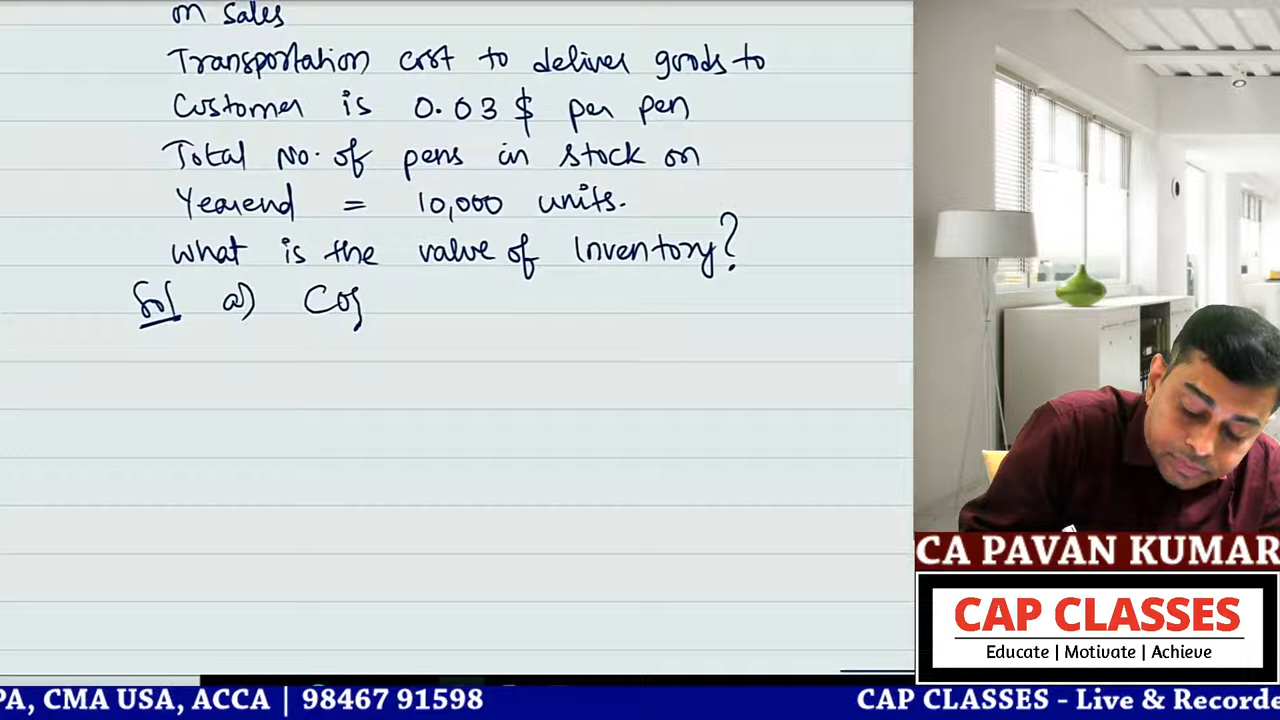 on sales
Transportation cost to deliver goods to
Customer is 0.03 $ per pen
Total No. of pens in stock on
Yearend = 10,000 units.
What is the value of Inventory?
Sol a) Cos
CA PAVAN KUMAR
CAP CLASSES
Educate | Motivate | Achieve
PA, CMA USA, ACCA | 98467 91598
CAP CLASSES - Live & Recorde